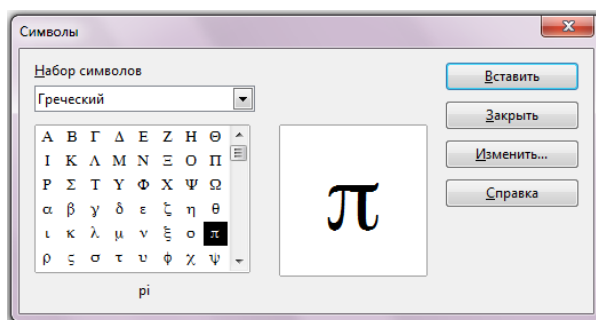 Символы
Набор символов
Греческий
Α Β Γ Δ Ε Ζ Η Θ
Ι Κ Λ Μ Ν Ξ Ο Π
Ρ Σ Τ Υ Φ Χ Ψ Ω
α β γ δ ε ζ η θ
ι κ λ μ ν ξ ο π
ρ ς σ τ υ ϕ χ ψ
pi
π
Вставить
Закрыть
Изменить...
Справка